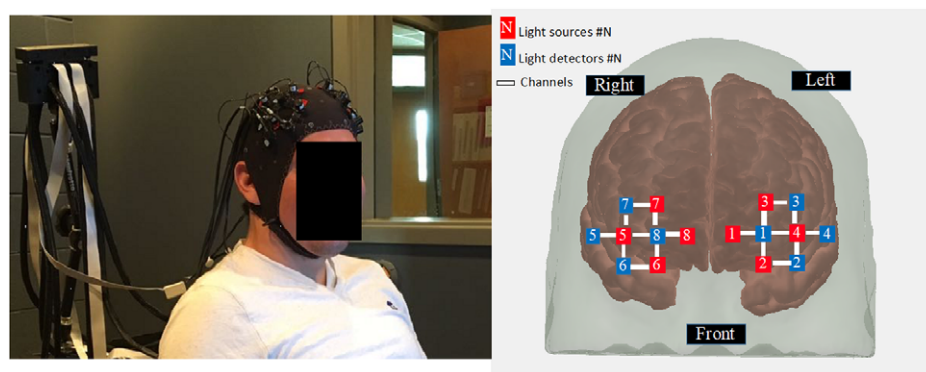 N Light sources #N
N Light detectors #N
Channels
Right
Left
7 7 3 3
5 5 8 8 1 1 4 4
6 6 2 2
Front